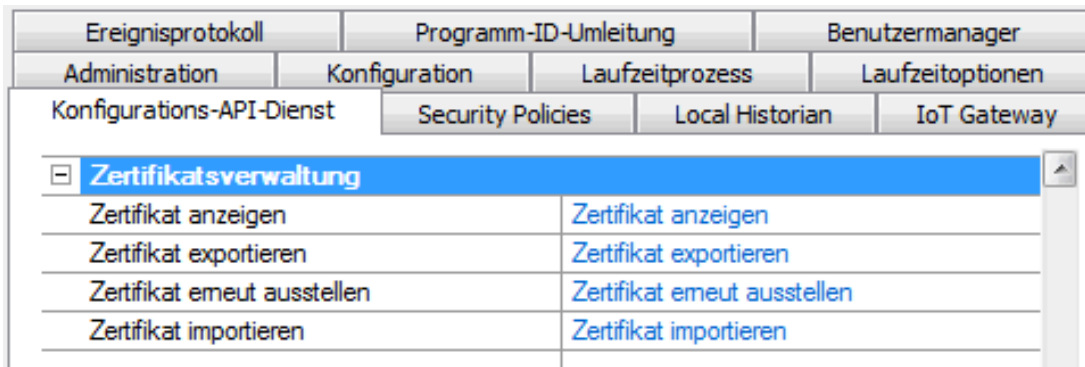 Ereignisprotokoll Programm-ID-Umleitung Benutzermanager
Administration Konfiguration Laufzeitprozess Laufzeitoptionen
Konfigurations-API-Dienst Security Policies Local Historian IoT Gateway
Zertifikatsverwaltung
Zertifikat anzeigen Zertifikat anzeigen
Zertifikat exportieren Zertifikat exportieren
Zertifikat erneut ausstellen Zertifikat erneut ausstellen
Zertifikat importieren Zertifikat importieren